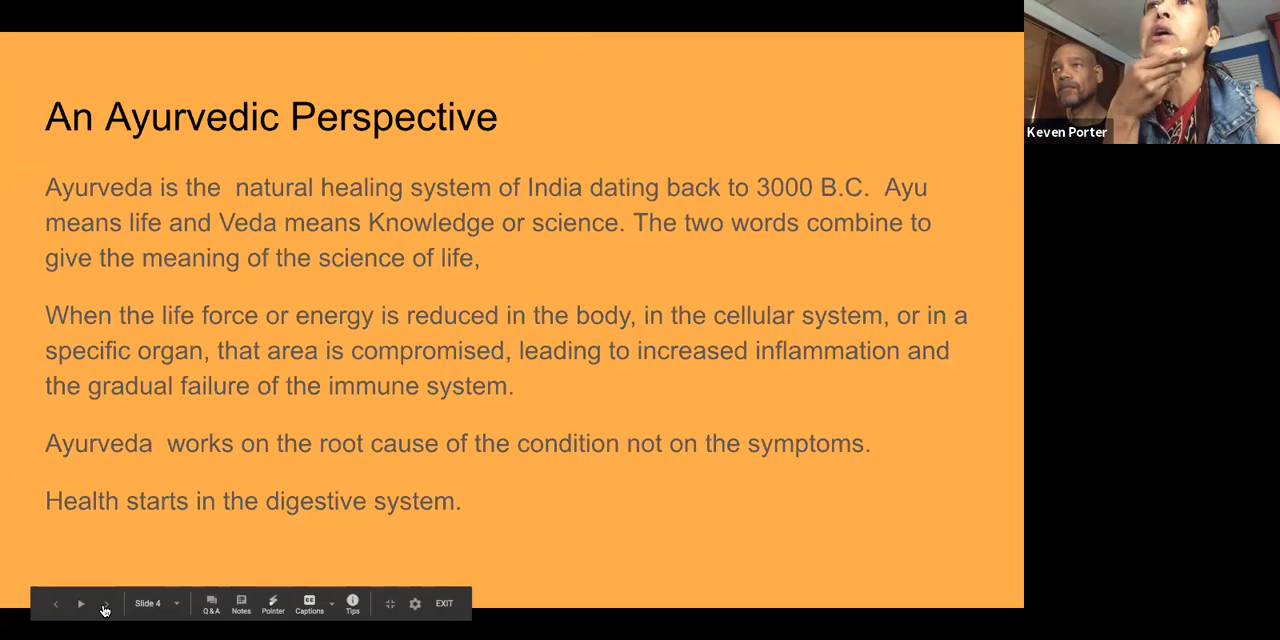 An Ayurvedic Perspective
Ayurveda is the  natural healing system of India dating back to 3000 B.C.  Ayu
means life and Veda means Knowledge or science. The two words combine to
give the meaning of the science of life,
When the life force or energy is reduced in the body, in the cellular system, or in a
specific organ, that area is compromised, leading to increased inflammation and
the gradual failure of the immune system.
Ayurveda  works on the root cause of the condition not on the symptoms.
Health starts in the digestive system.
Keven Porter
Slide 4
CC
Q & A
Notes
Pointer
Captions
Tips
EXIT